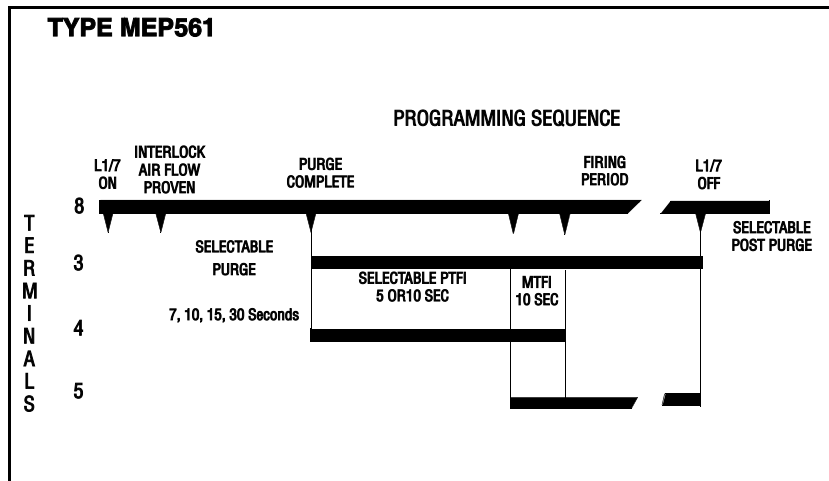 TYPE MEP561
PROGRAMMING SEQUENCE
L1/7
ON
INTERLOCK
AIR FLOW
PROVEN
PURGE
COMPLETE
FIRING
PERIOD
L1/7
OFF
8
SELECTABLE
POST PURGE
TERMINALS
3
SELECTABLE
PURGE
SELECTABLE PTFI
5 OR10 SEC
MTFI
10 SEC
7, 10, 15, 30 Seconds
4
5